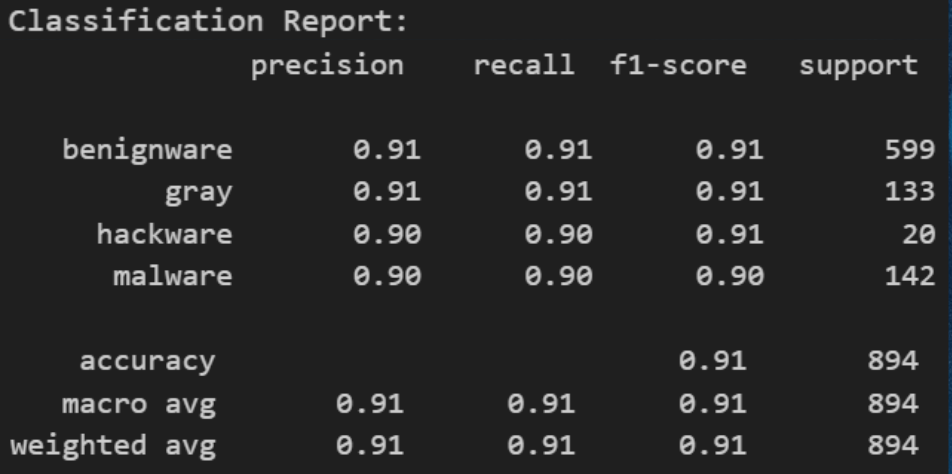 Classification Report:
precision recall f1-score support
benignware 0.91 0.91 0.91 599
gray 0.91 0.91 0.91 133
hackware 0.90 0.90 0.91 20
malware 0.90 0.90 0.90 142
accuracy 0.91 894
macro avg 0.91 0.91 0.91 894
weighted avg 0.91 0.91 0.91 894